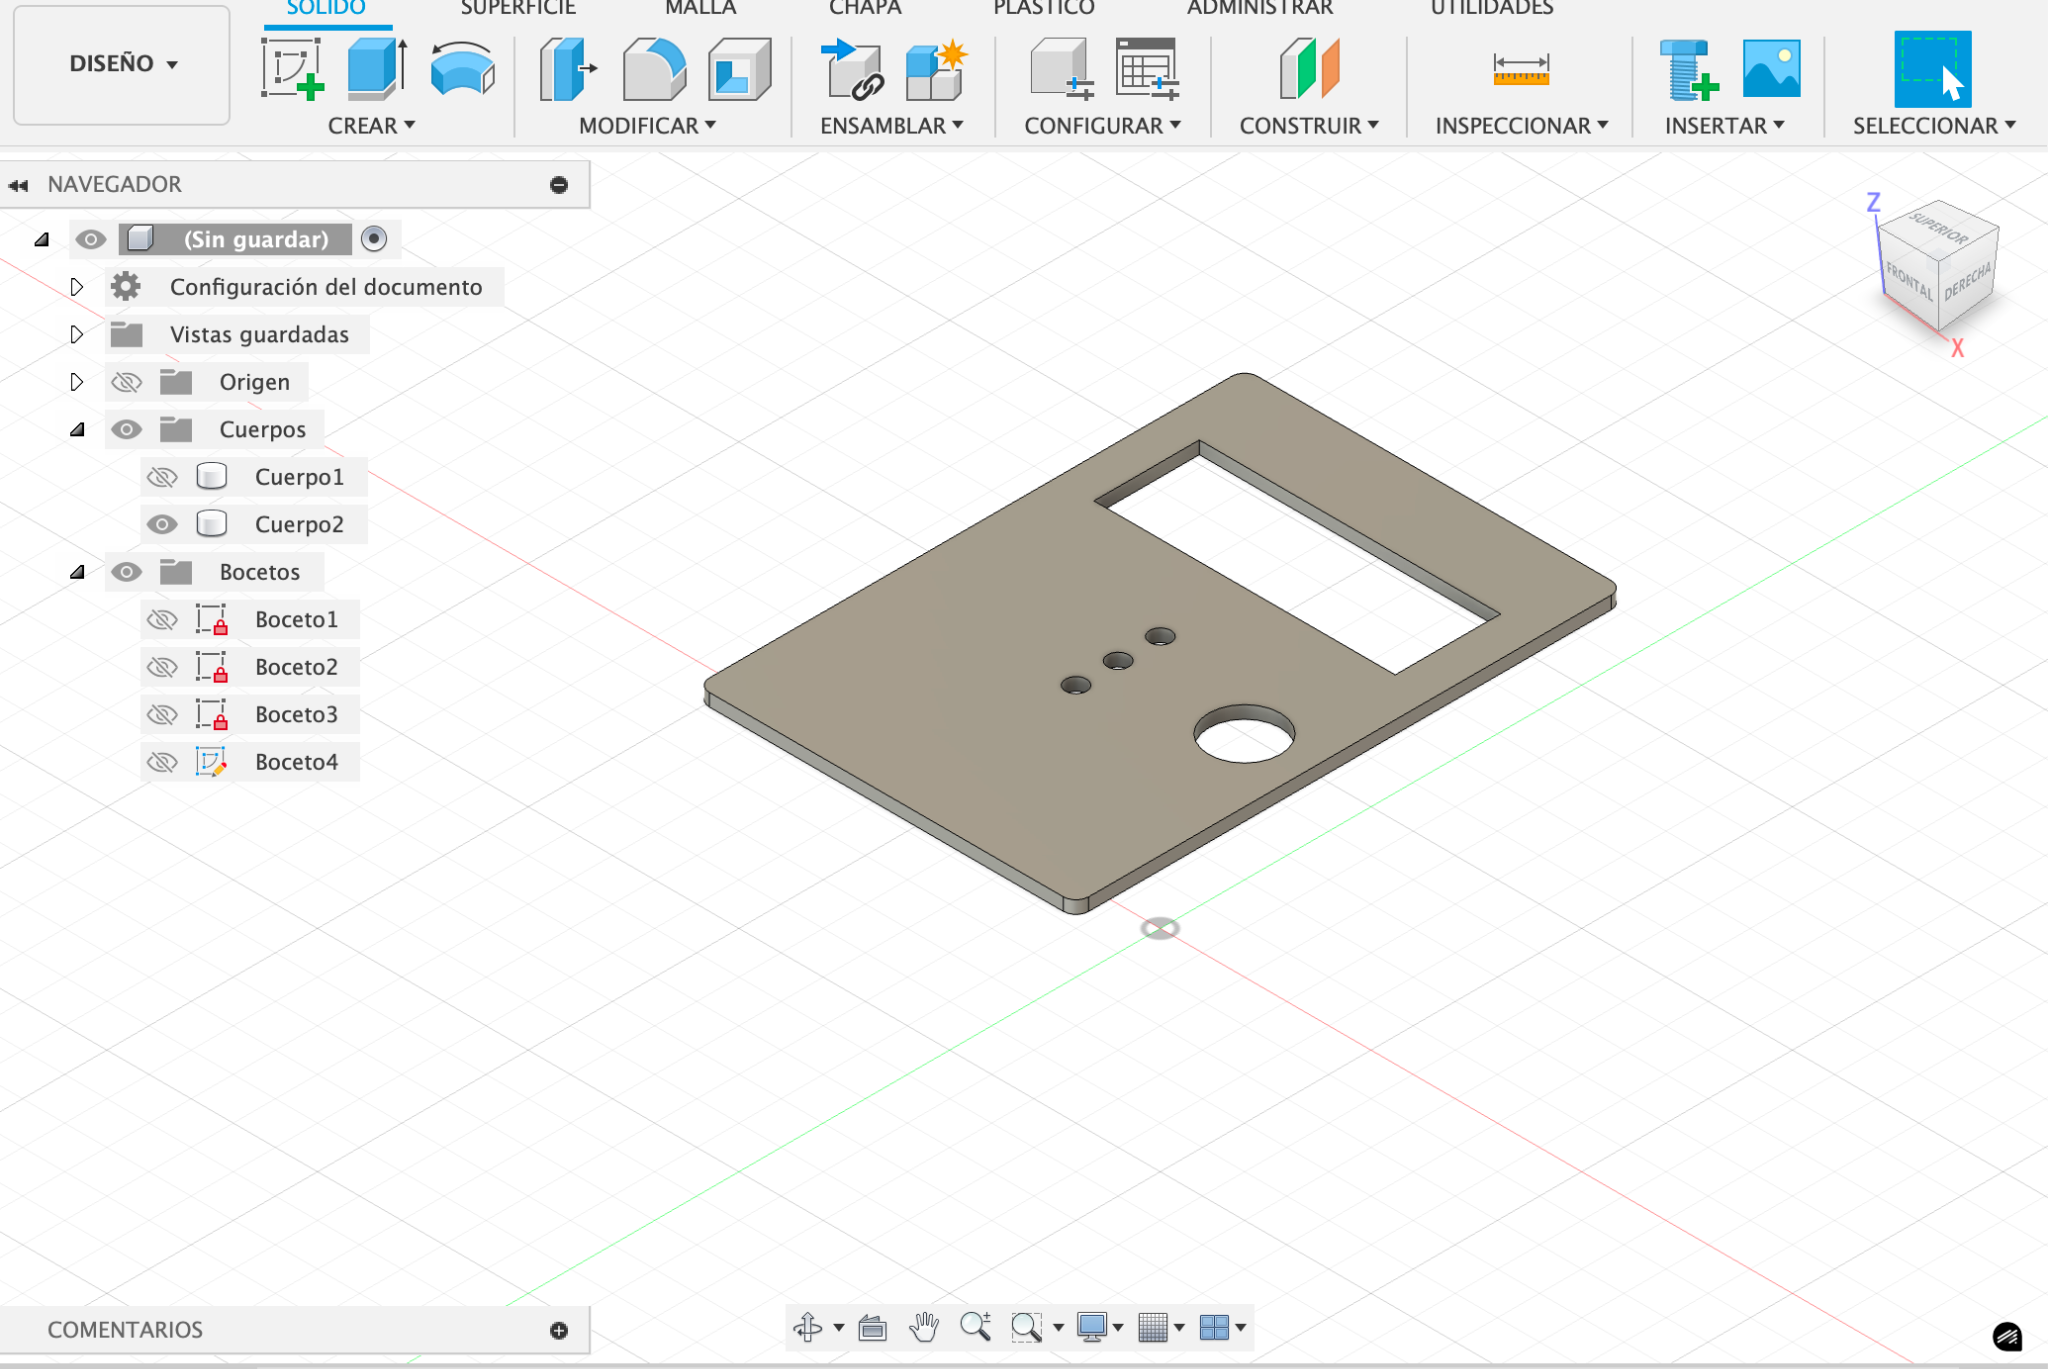 SÓLIDO SUPERFICIE MALLA CHAPA PLÁSTICO ADMINISTRAR UTILIDADES
DISEÑO
CREAR MODIFICAR ENSAMBLAR CONFIGURAR CONSTRUIR INSPECCIONAR INSERTAR SELECCIONAR
NAVEGADOR
(Sin guardar)
Configuración del documento
Vistas guardadas
Origen
Cuerpos
Cuerpo1
Cuerpo2
Bocetos
Boceto1
Boceto2
Boceto3
Boceto4
Z
SUPERIOR
FRONTAL
DERECHA
X
COMENTARIOS